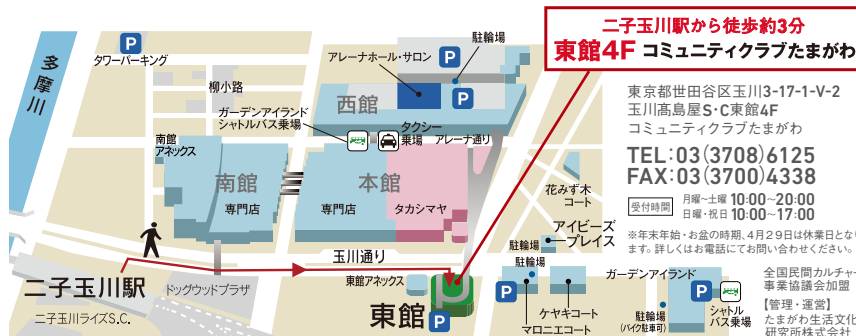 二子玉川駅から徒歩約3分
東館4F コミュニティクラブたまがわ
東京都世田谷区玉川3-17-1-V-2
玉川髙島屋S・C東館4F
コミュニティクラブたまがわ
TEL:03(3708)6125
FAX:03(3700)4338
受付時間
月曜~土曜 10:00~20:00
日曜・祝日 10:00~17:00
※年末年始・お盆の時期、4月29日は休業日とな
ます。詳しくはお電話にてお問い合わせください。
全国民間カルチャー
事業協議会加盟
【管理・運営】
たまがわ生活文化
研究所株式会社
多摩川
P
タワーパーキング
柳小路
アレーナホール・サロン
駐輪場
P
P
西館
ガーデンアイランド
シャトルバス乗場
タクシー
乗場
アレーナ通り
南館
アネックス
南館
専門店
本館
専門店
タカシマヤ
花みず木
コート
アイビーズ
プレイス
駐輪場
玉川通り
二子玉川駅
二子玉川ライズS.C.
ドッグウッドプラザ
東館アネックス
東館
P
駐輪場
P
ケヤキコート
マロニエコート
ガーデンアイランド
P
駐輪場
(バイク駐車可)
シャトル
バス乗場